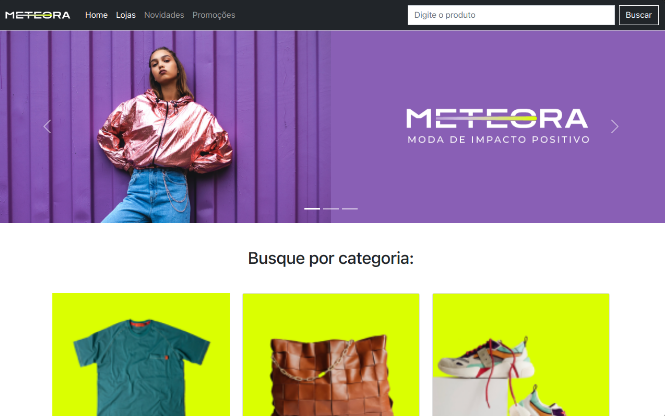 METEORA Home Lojas Novidades Promoções Digite o produto Buscar
METEORA
MODA DE IMPACTO POSITIVO
Busque por categoria: